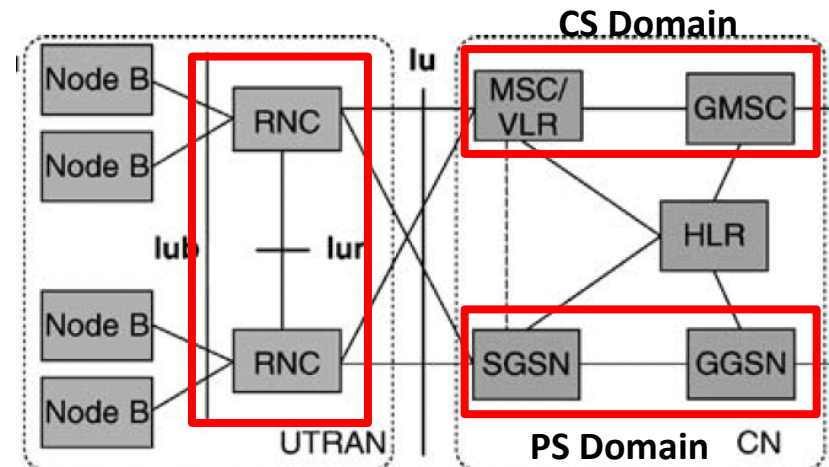 CS Domain
Node B
Iu
MSC/
VLR
GMSC
RNC
Node B
HLR
Iub
Iur
Node B
RNC
SGSN
GGSN
Node B
UTRAN
PS Domain
CN